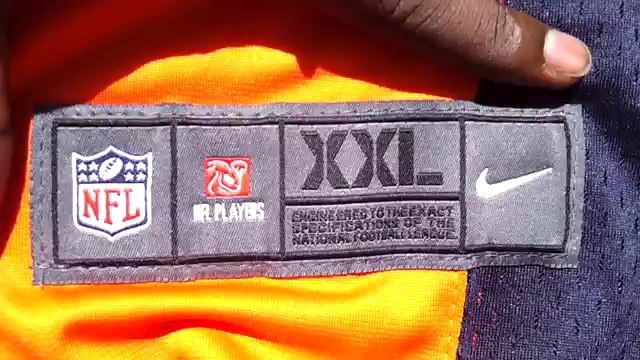 NFL
NFL PLAYERS
XXL
ENGINEERED TO THE EXACT
SPECIFICATIONS OF THE
NATIONAL FOOTBALL LEAGUE